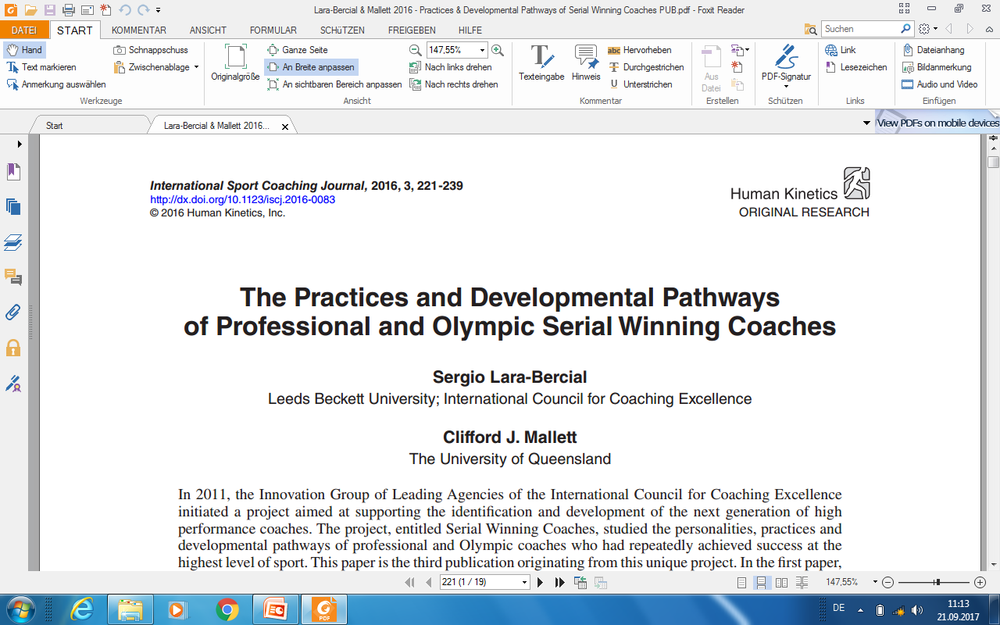 Lara-Bercial & Mallett 2016 - Practices & Developmental Pathways of Serial Winning Coaches PUB.pdf - Foxit Reader
DATEI START KOMMENTAR ANSICHT FORMULAR SCHüTZEN FREIGEBEN HILFE Suchen
Hand Schnappschuss Ganze Seite 147,55% Hervorheben Link Dateianhang
Text markieren Zwischenablage An Breite anpassen Nach links drehen Durchgestrichen Lesezeichen Bildanmerkung
Anmerkung auswählen Originalgröße An sichtbaren Bereich anpassen Nach rechts drehen Texteingabe Hinweis Unterstrichen Aus Datei PDF-Signatur Audio und Video
Werkzeuge Ansicht Kommentar Erstellen Schützen Links Einfügen
Start Lara-Bercial & Mallett 2016... View PDFs on mobile devices
International Sport Coaching Journal, 2016, 3, 221-239
http://dx.doi.org/10.1123/iscj.2016-0083
© 2016 Human Kinetics, Inc.
Human Kinetics
ORIGINAL RESEARCH
The Practices and Developmental Pathways
of Professional and Olympic Serial Winning Coaches
Sergio Lara-Bercial
Leeds Beckett University; International Council for Coaching Excellence
Clifford J. Mallett
The University of Queensland
In 2011, the Innovation Group of Leading Agencies of the International Council for Coaching Excellence
initiated a project aimed at supporting the identification and development of the next generation of high
performance coaches. The project, entitled Serial Winning Coaches, studied the personalities, practices and
developmental pathways of professional and Olympic coaches who had repeatedly achieved success at the
highest level of sport. This paper is the third publication originating from this unique project. In the first paper,
221 (1 / 19) 147,55%
PDF
DE 11:13
21.09.2017